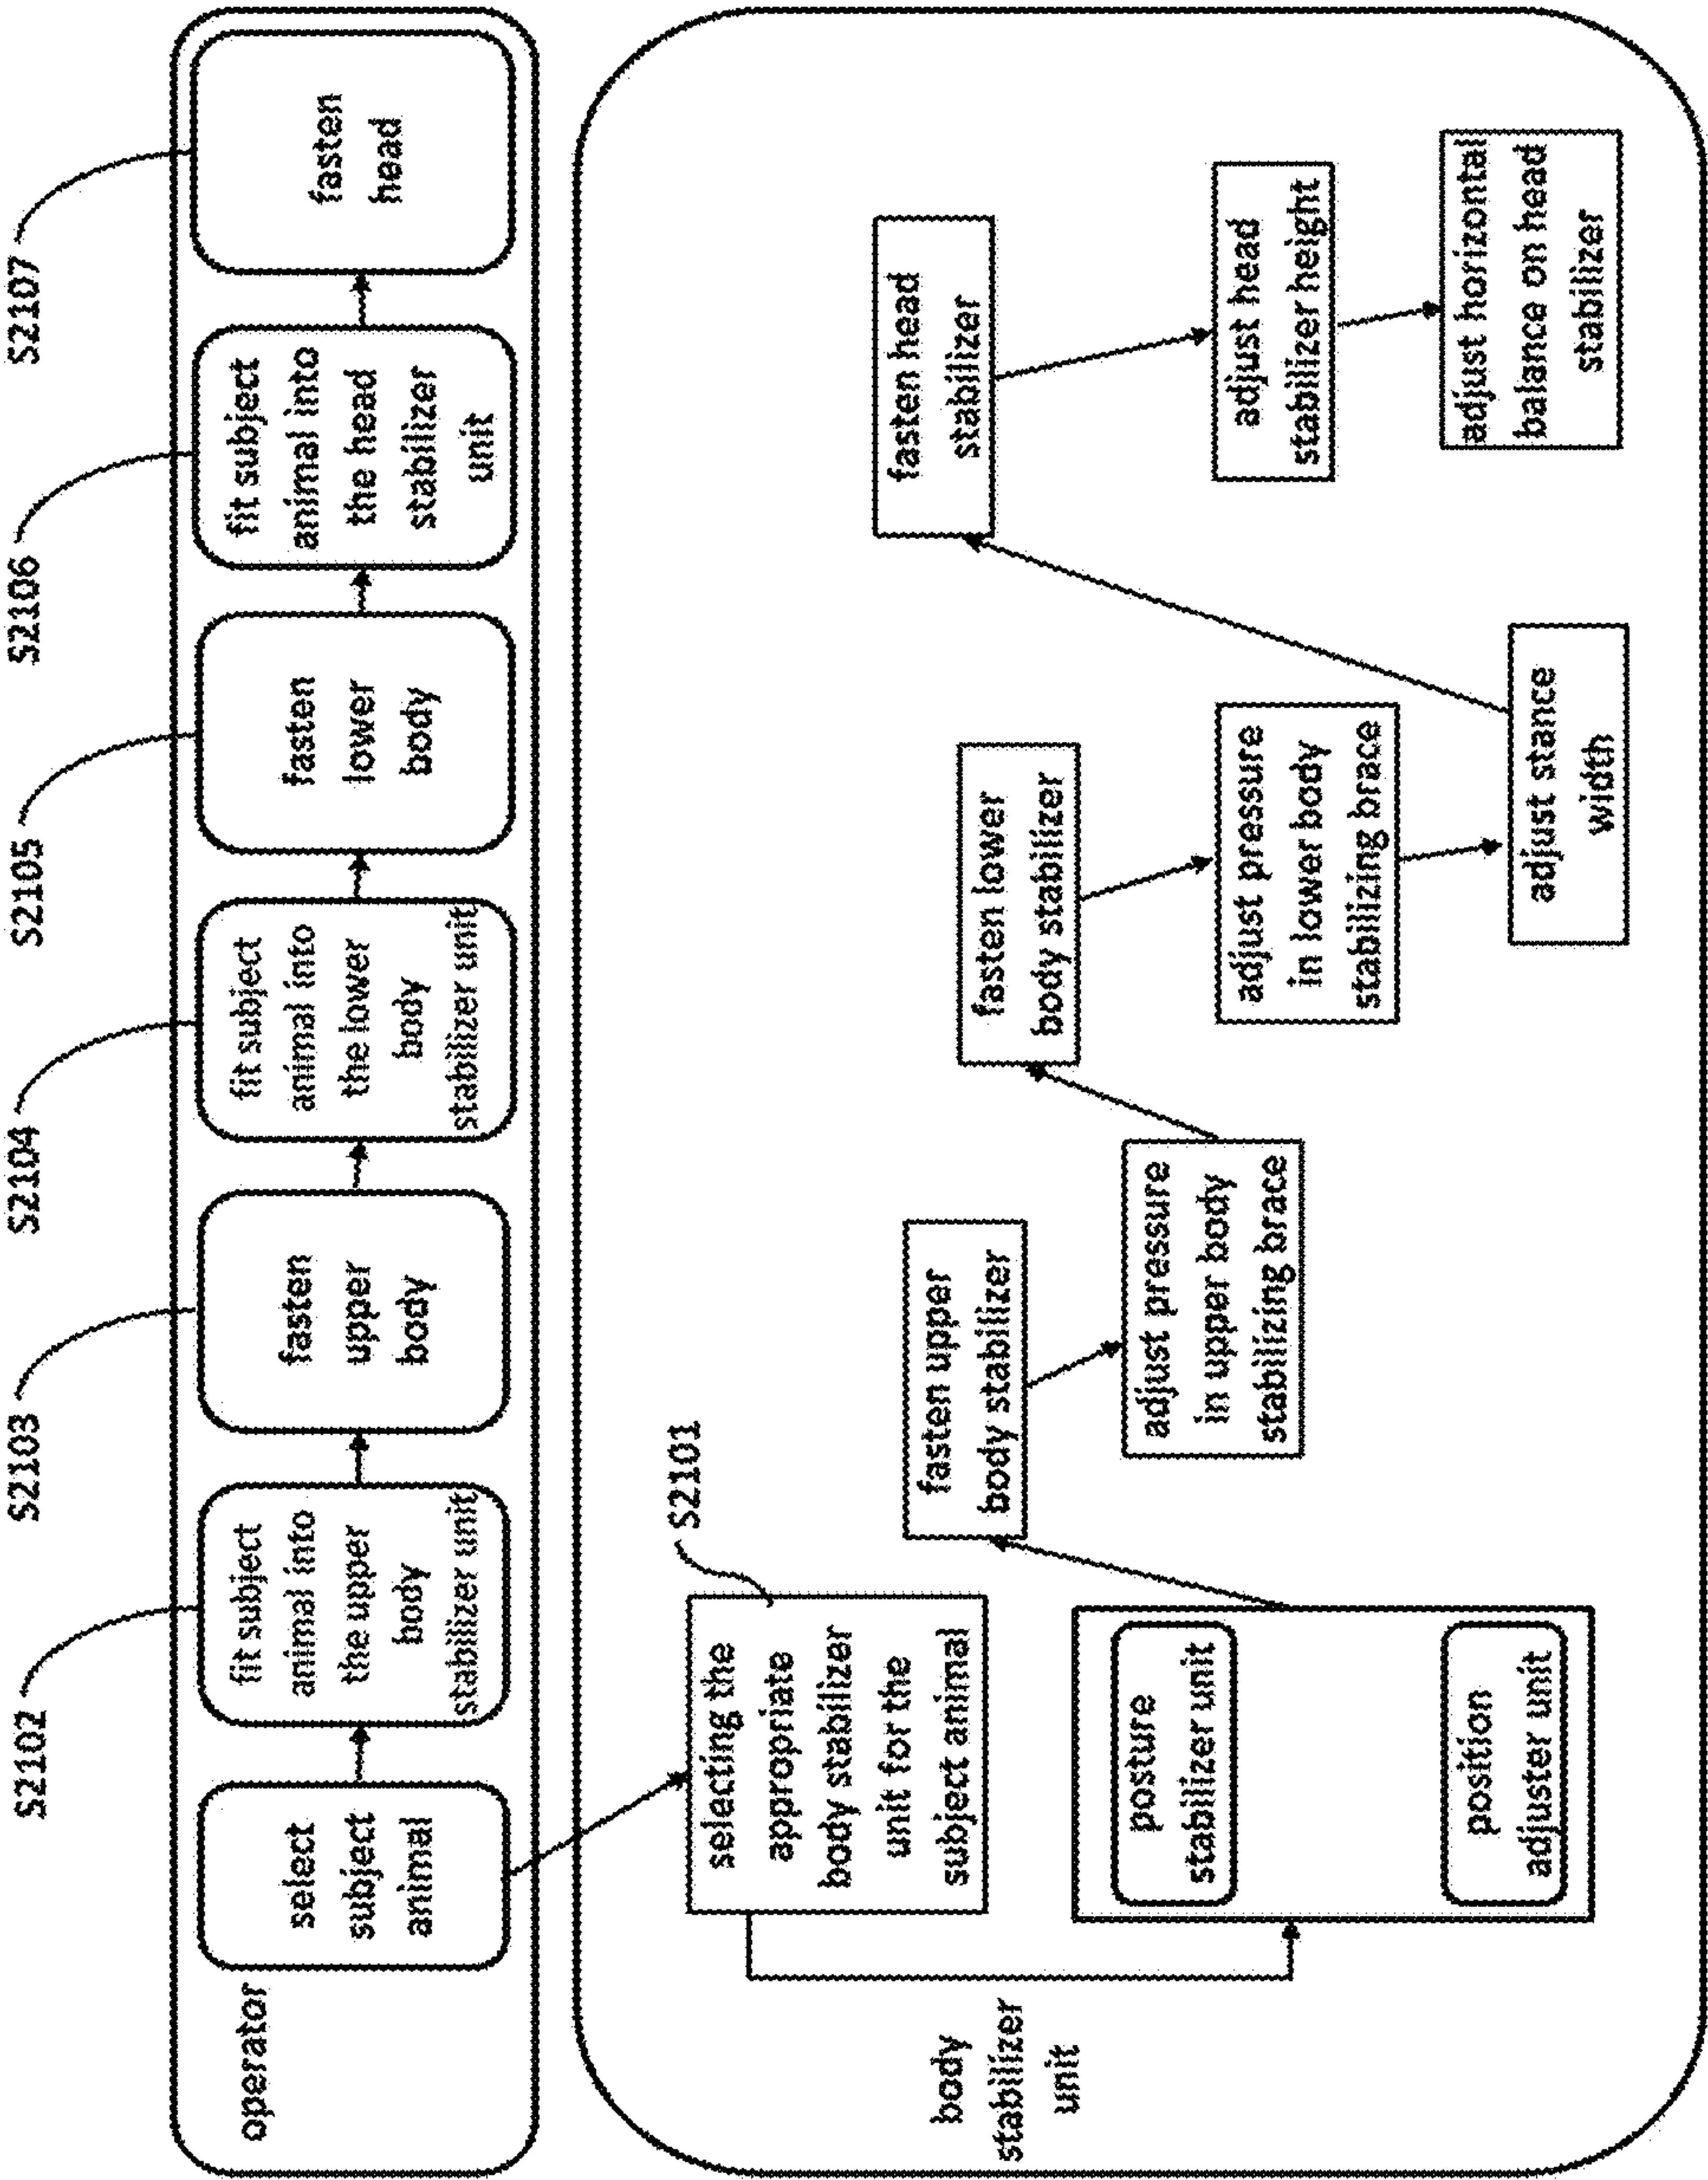 S2102
S2103
S2104
S2105
S2106
S2107
operator
select
subject
animal
fit subject
animal into
the upper
body
stabilizer unit
fasten
upper
body
fit subject
animal into
the lower
body
stabilizer unit
fasten
lower
body
fit subject
animal into
the head
stabilizer
unit
fasten
head
body
stabilizer
unit
S2101
selecting the
appropriate
body stabilizer
unit for the
subject animal
posture
stabilizer unit
position
adjuster unit
fasten upper
body stabilizer
adjust pressure
in upper body
stabilizing brace
fasten lower
body stabilizer
adjust pressure
in lower body
stabilizing brace
adjust stance
width
fasten head
stabilizer
adjust head
stabilizer height
adjust horizontal
balance on head
stabilizer